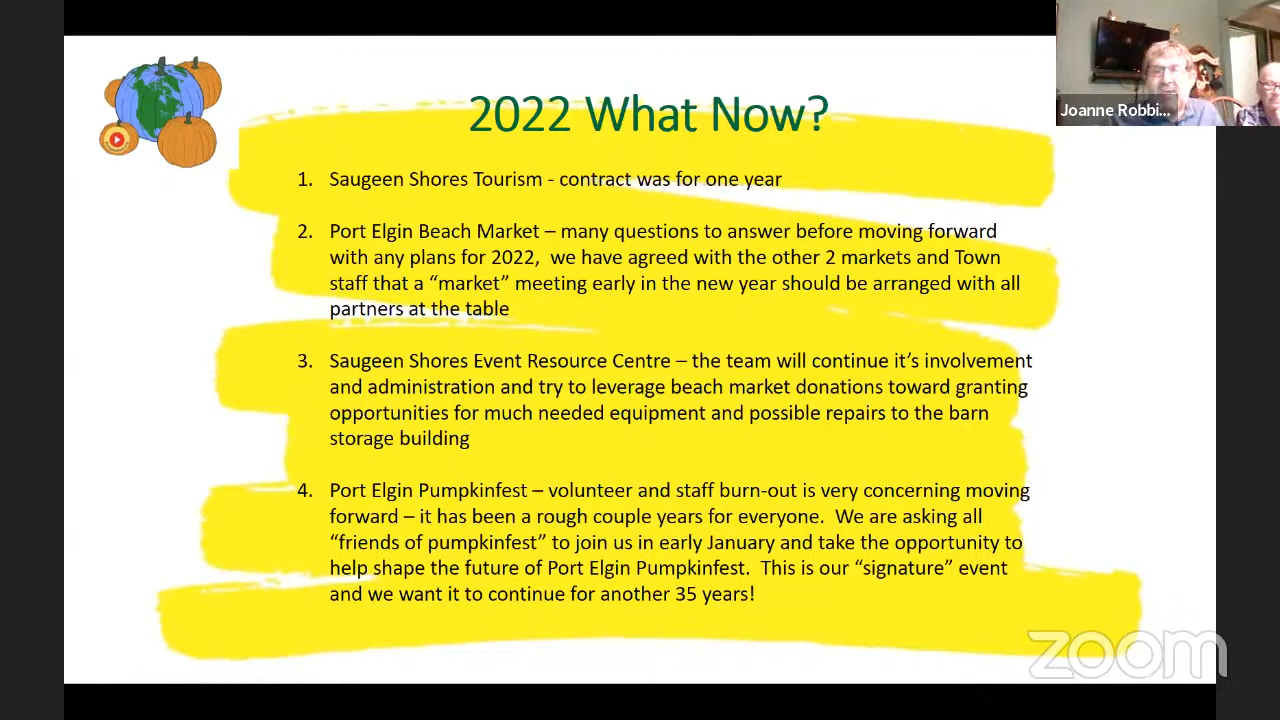 2022 What Now?
Joanne Robbi...
1. Saugeen Shores Tourism - contract was for one year
2. Port Elgin Beach Market – many questions to answer before moving forward
with any plans for 2022, we have agreed with the other 2 markets and Town
staff that a “market” meeting early in the new year should be arranged with all
partners at the table
3. Saugeen Shores Event Resource Centre – the team will continue it’s involvement
and administration and try to leverage beach market donations toward granting
opportunities for much needed equipment and possible repairs to the barn
storage building
4. Port Elgin Pumpkinfest – volunteer and staff burn-out is very concerning moving
forward – it has been a rough couple years for everyone. We are asking all
“friends of pumpkinfest” to join us in early January and take the opportunity to
help shape the future of Port Elgin Pumpkinfest. This is our “signature” event
and we want it to continue for another 35 years!
zoom